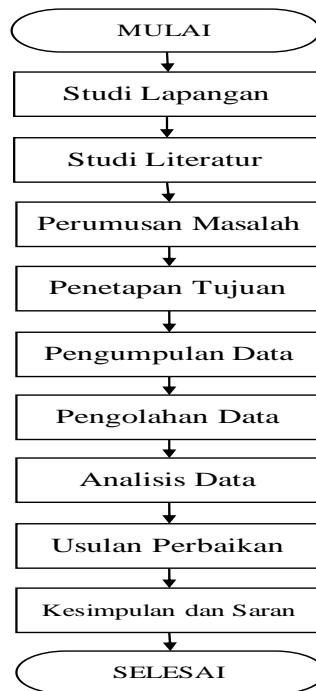 MULAI
Studi Lapangan
Studi Literatur
Perumusan Masalah
Penetapan Tujuan
Pengumpulan Data
Pengolahan Data
Analisis Data
Usulan Perbaikan
Kesimpulan dan Saran
SELESAI